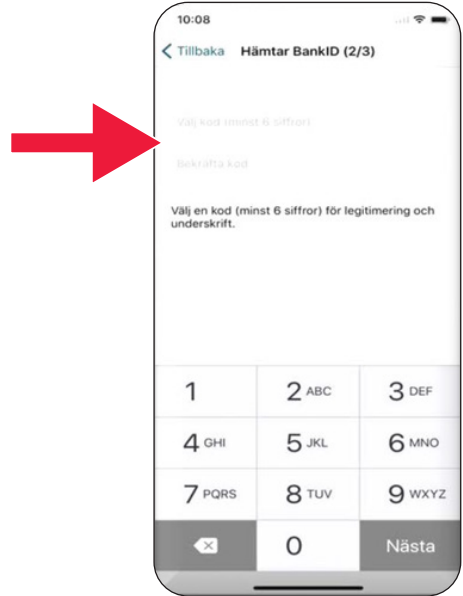 10:08
Tillbaka Hämtar BankID (2/3)
Välj kod (minst 6 siffror)
Bekräfta kod
Välj en kod (minst 6 siffror) för legitimering och
underskrift.
1 2 ABC 3 DEF
4 GHI 5 JKL 6 MNO
7 PQRS 8 TUV 9 WXYZ
0 Nästa